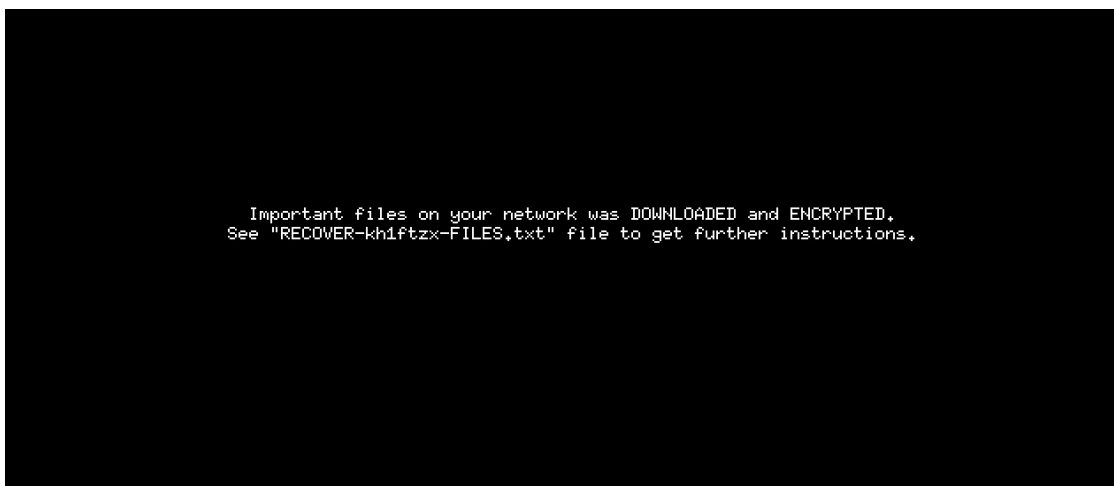 Important files on your network was DOWNLOADED and ENCRYPTED.
See "RECOVER-kh1ftzx-FILES.txt" file to get further instructions.